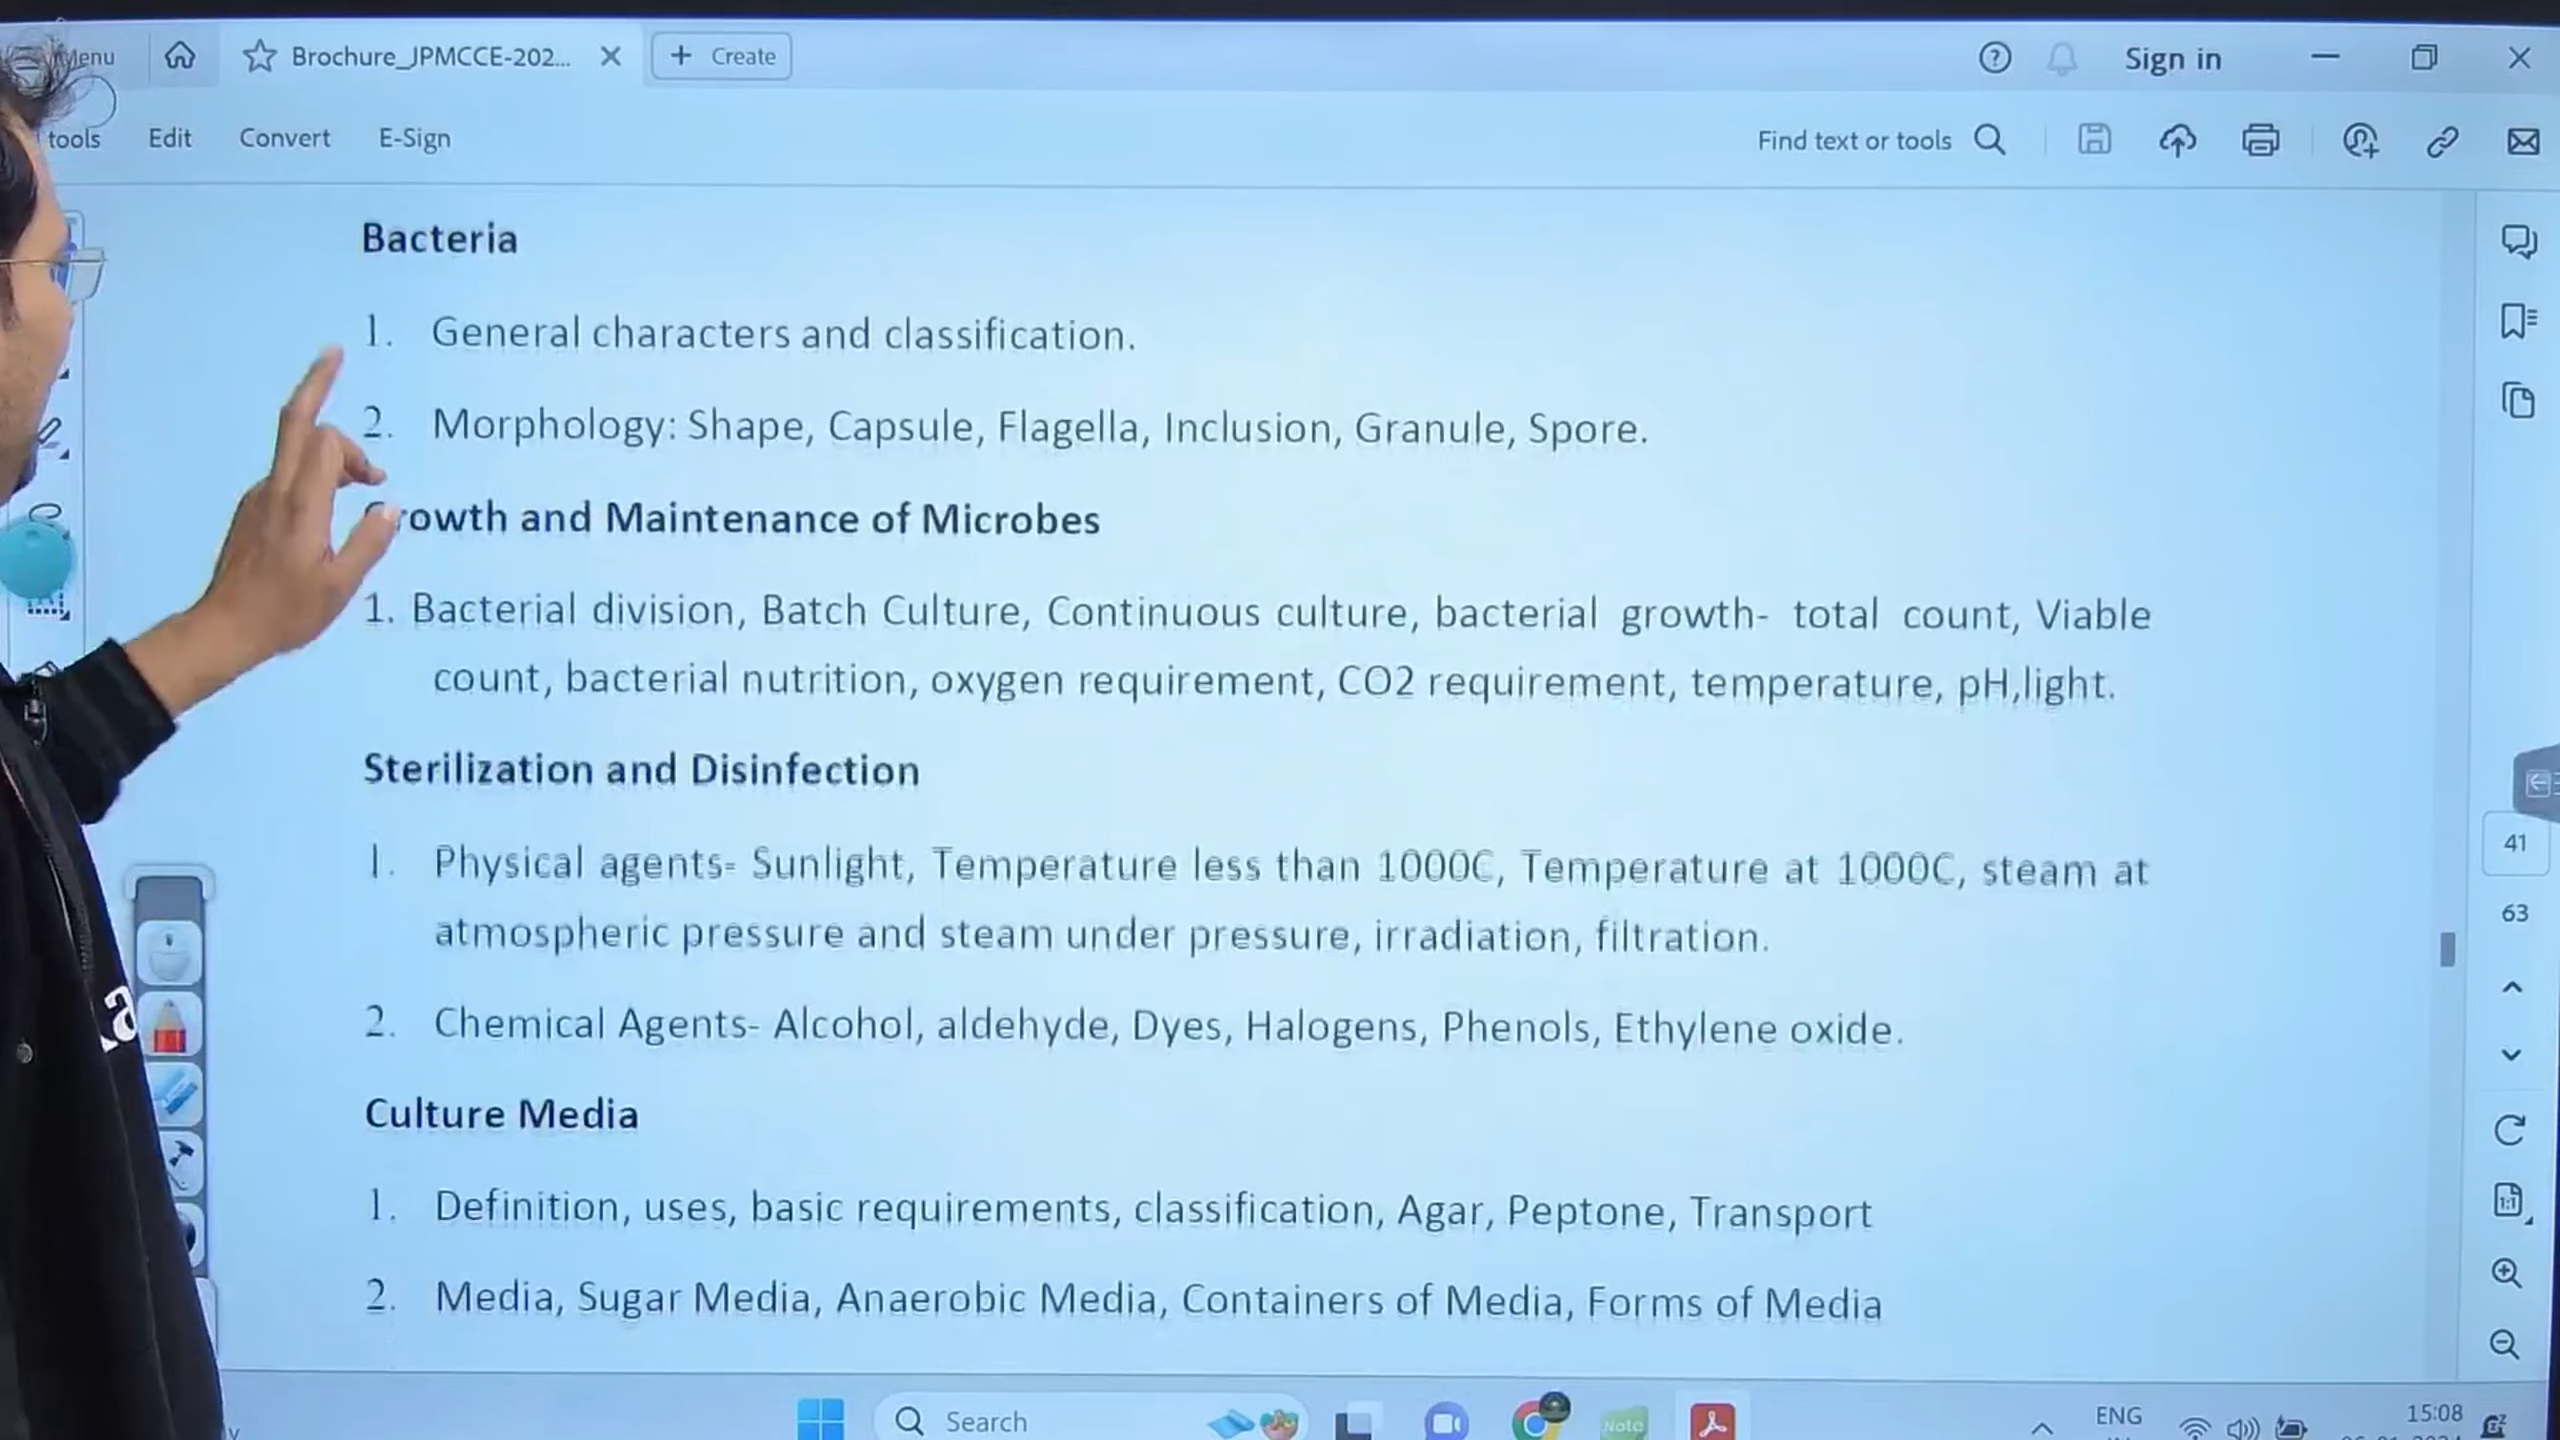 Menu
Brochure_JPMCCE-202...
Create
Sign in
tools
Edit
Convert
E-Sign
Find text or tools
Bacteria
1. General characters and classification.
2. Morphology: Shape, Capsule, Flagella, Inclusion, Granule, Spore.
Growth and Maintenance of Microbes
1. Bacterial division, Batch Culture, Continuous culture, bacterial growth- total count, Viable
count, bacterial nutrition, oxygen requirement, CO2 requirement, temperature, pH,light.
Sterilization and Disinfection
1. Physical agents- Sunlight, Temperature less than 1000C, Temperature at 1000C, steam at
atmospheric pressure and steam under pressure, irradiation, filtration.
2. Chemical Agents- Alcohol, aldehyde, Dyes, Halogens, Phenols, Ethylene oxide.
Culture Media
1. Definition, uses, basic requirements, classification, Agar, Peptone, Transport
2. Media, Sugar Media, Anaerobic Media, Containers of Media, Forms of Media
41
63
1:1
a
Search
Note
ENG
15:08